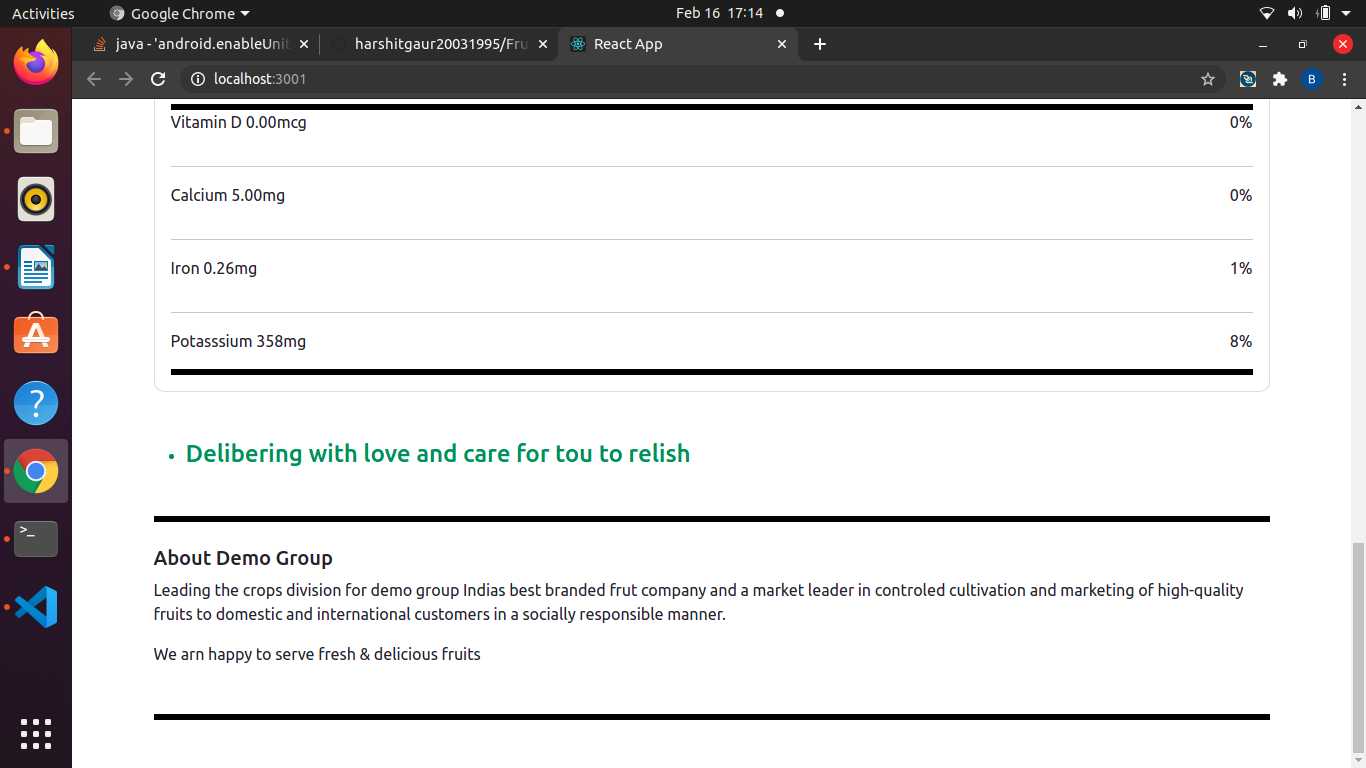 Activities Google Chrome Feb 16 17:14
java - 'android.enableUnit harshitgaur20031995/Fru React App
localhost:3001 B
Vitamin D 0.00mcg 0%
Calcium 5.00mg 0%
Iron 0.26mg 1%
Potasssium 358mg 8%
• Delibering with love and care for tou to relish
About Demo Group
Leading the crops division for demo group Indias best branded frut company and a market leader in controled cultivation and marketing of high-quality
fruits to domestic and international customers in a socially responsible manner.
We arn happy to serve fresh & delicious fruits